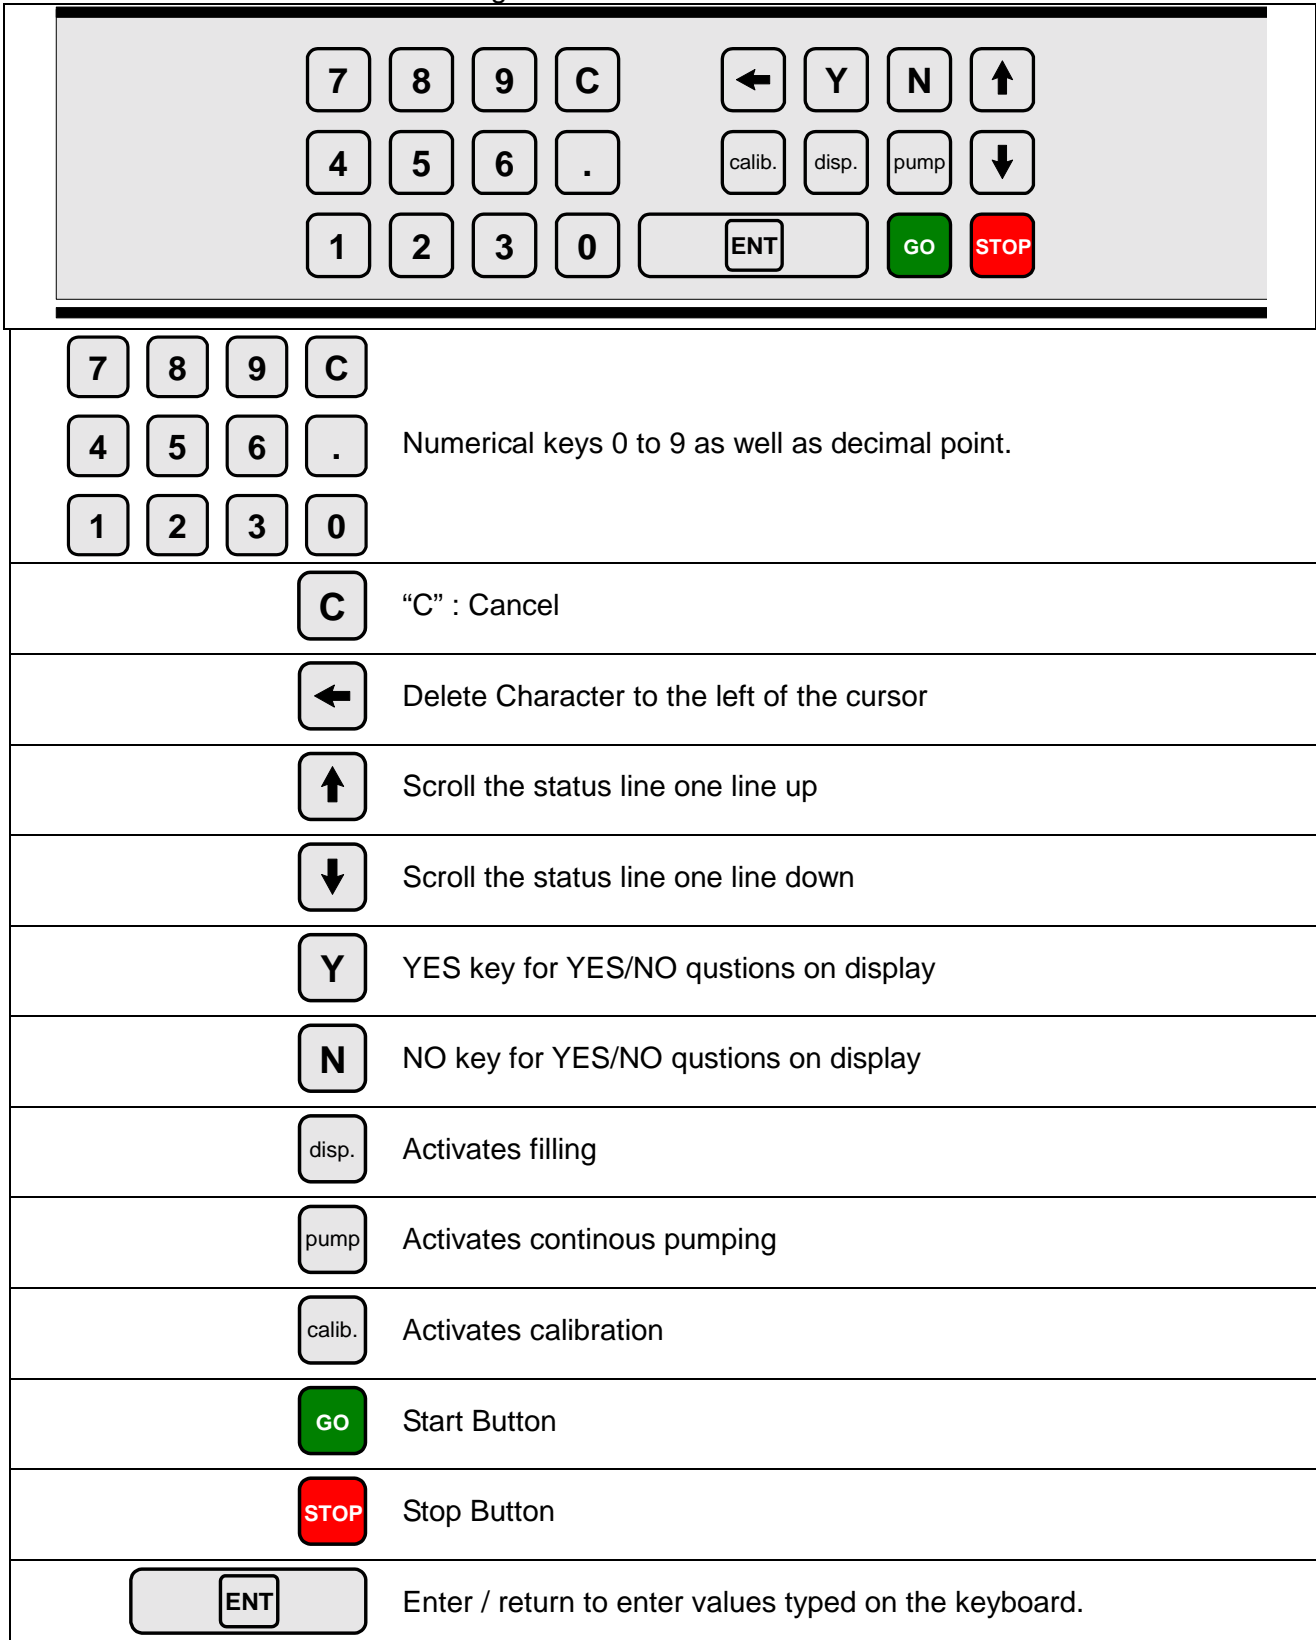 7 8 9 C Y N
4 5 6 . calib. disp. pump
1 2 3 0 ENT GO STOP
7 8 9 C
4 5 6 .
1 2 3 0
Numerical keys 0 to 9 as well as decimal point.
C “C” : Cancel
Delete Character to the left of the cursor
Scroll the status line one line up
Scroll the status line one line down
Y YES key for YES/NO qustions on display
N NO key for YES/NO qustions on display
disp. Activates filling
pump Activates continous pumping
calib. Activates calibration
GO Start Button
STOP Stop Button
ENT Enter / return to enter values typed on the keyboard.